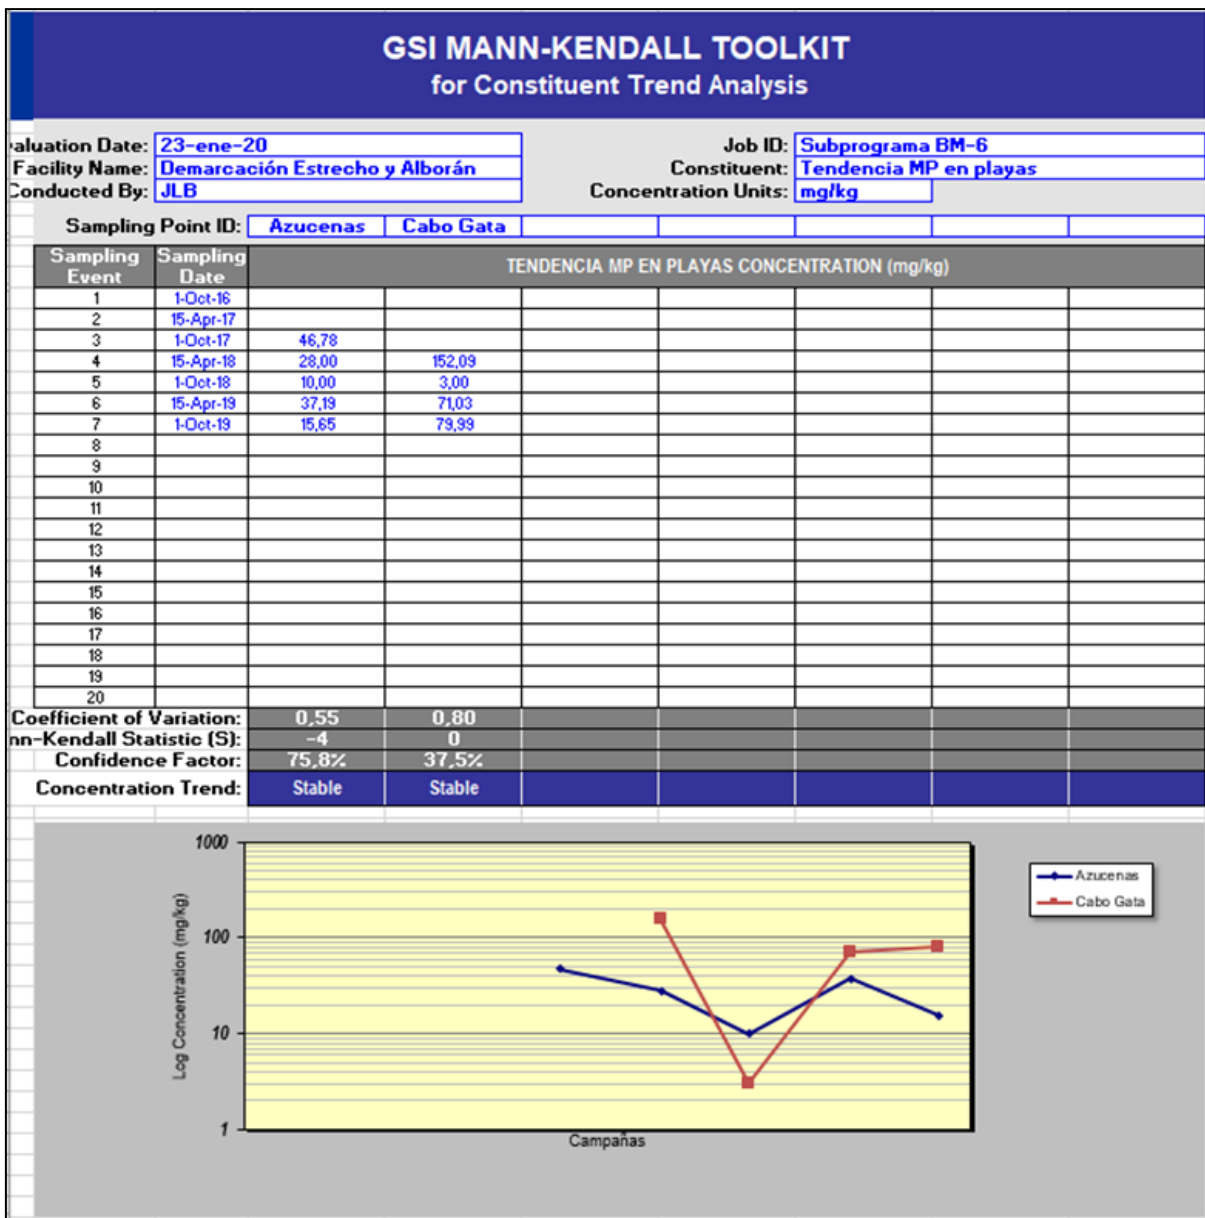 GSI MANN-KENDALL TOOLKIT
for Constituent Trend Analysis
aluation Date: 23-ene-20 Job ID: Subprograma BM-6
Facility Name: Demarcación Estrecho y Alborán Constituent: Tendencia MP en playas
Conducted By: JLB Concentration Units: mg/kg
Sampling Point ID: Azucenas Cabo Gata
Sampling Event Sampling Date TENDENCIA MP EN PLAYAS CONCENTRATION (mg/kg)
1 1-Oct-16
2 15-Apr-17
3 1-Oct-17 46,78
4 15-Apr-18 28,00 152,09
5 1-Oct-18 10,00 3,00
6 15-Apr-19 37,19 71,03
7 1-Oct-19 15,65 79,99
8
9
10
11
12
13
14
15
16
17
18
19
20
Coefficient of Variation: 0,55 0,80
nn-Kendall Statistic (S): -4 0
Confidence Factor: 75,8% 37,5%
Concentration Trend: Stable Stable
1000
100
10
1
Log Concentration (mg/kg)
Campañas
Azucenas
Cabo Gata